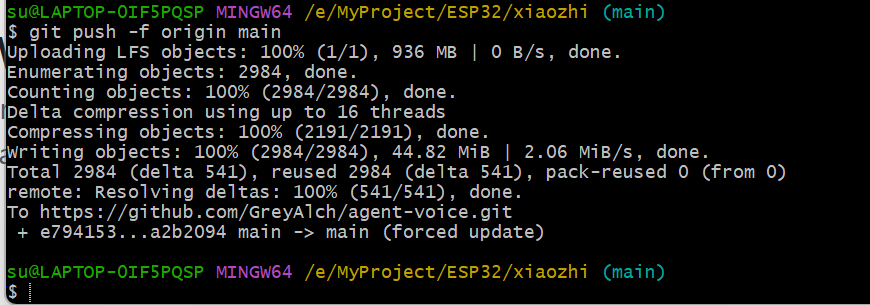 su@LAPTOP-0IF5PQSP MINGW64 /e/MyProject/ESP32/xiaozhi (main)
$ git push -f origin main
Uploading LFS objects: 100% (1/1), 936 MB | 0 B/s, done.
Enumerating objects: 2984, done.
Counting objects: 100% (2984/2984), done.
Delta compression using up to 16 threads
Compressing objects: 100% (2191/2191), done.
Writing objects: 100% (2984/2984), 44.82 MiB | 2.06 MiB/s, done.
Total 2984 (delta 541), reused 2984 (delta 541), pack-reused 0 (from 0)
remote: Resolving deltas: 100% (541/541), done.
To https://github.com/GreyAlch/agent-voice.git
 + e794153...a2b2094 main -> main (forced update)
su@LAPTOP-0IF5PQSP MINGW64 /e/MyProject/ESP32/xiaozhi (main)
$